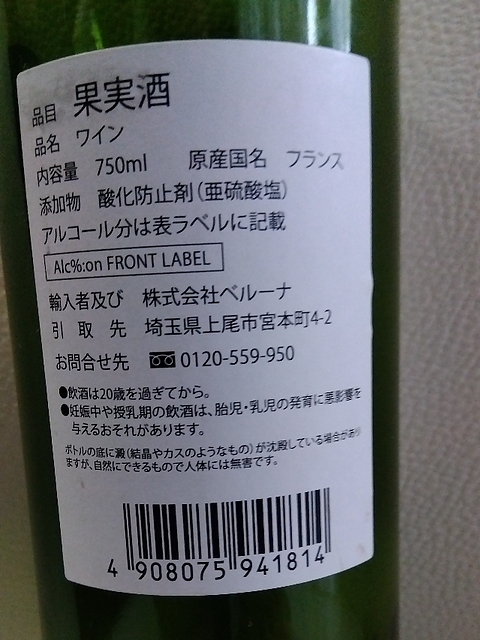 品目 果実酒
品名 ワイン
内容量 750ml 原産国名 フランス
添加物 酸化防止剤(亜硫酸塩)
アルコール分は表ラベルに記載
Alc%:on FRONT LABEL
輸入者及び 株式会社ベルーナ
引取先 埼玉県上尾市宮本町4-2
お問合せ先 0120-559-950
●飲酒は20歳を過ぎてから。
●妊娠中や授乳期の飲酒は、胎児・乳児の発育に悪影響を
与えるおそれがあります。
ボトルの底に澱(結晶やカスのようなもの)が沈殿している場合があり
ますが、自然にできるもので人体には無害です。
4 908075 941814